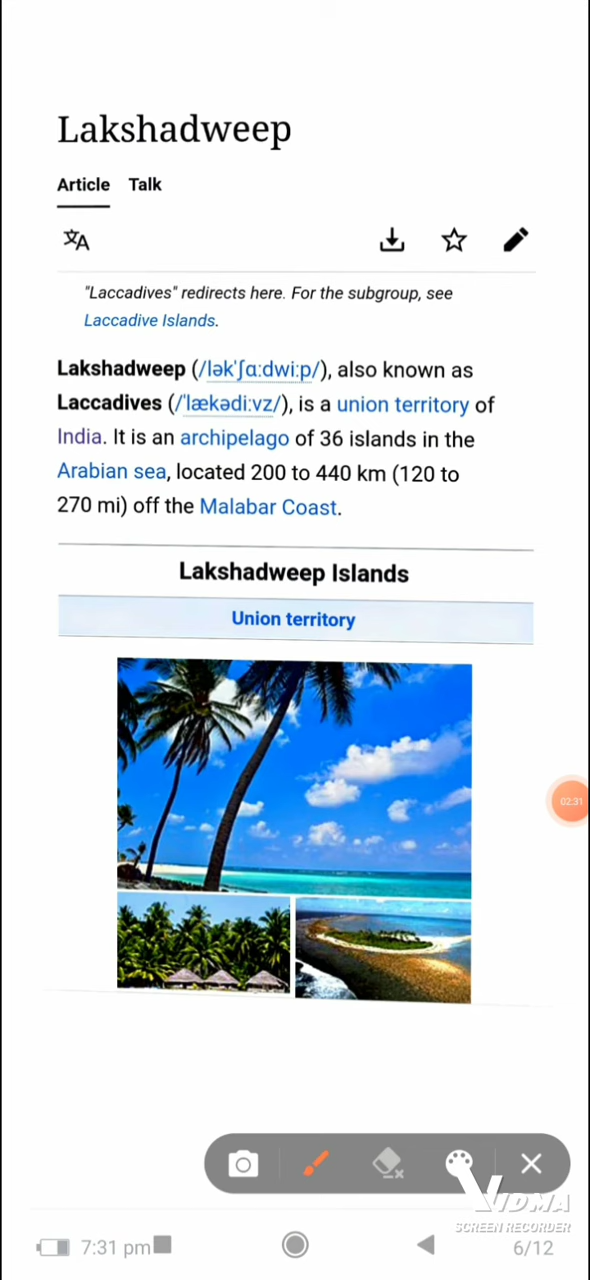 Lakshadweep
Article Talk
"Laccadives" redirects here. For the subgroup, see
Laccadive Islands.
Lakshadweep (/ləkˈʃɑːdwiːp/), also known as
Laccadives (/ˈlækədiːvz/), is a union territory of
India. It is an archipelago of 36 islands in the
Arabian sea, located 200 to 440 km (120 to
270 mi) off the Malabar Coast.
Lakshadweep Islands
Union territory
02:31
VIDMA
SCREEN RECORDER
7:31 pm
6/12